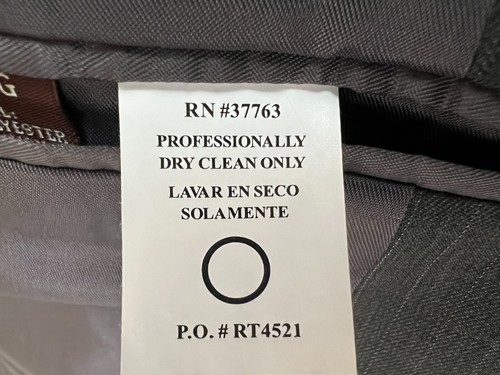 G
L:
RN #37763
PROFESSIONALLY
DRY CLEAN ONLY
LAVAR EN SECO
SOLAMENTE
P.O. # RT4521